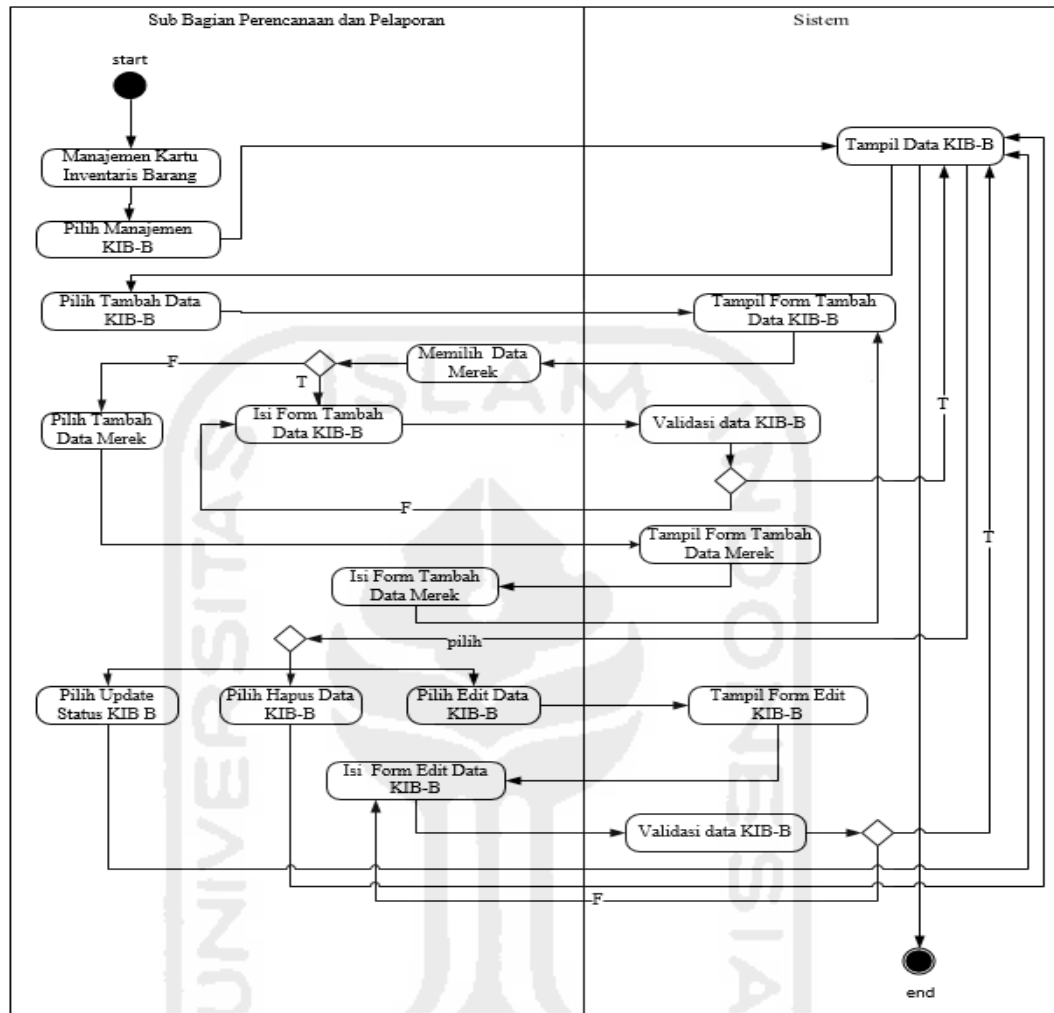 Sub Bagian Perencanaan dan Pelaporan
Sistem
start
Manajemen Kartu
Inventaris Barang
Tampil Data KIB-B
Pilih Manajemen
KIB-B
Pilih Tambah Data
KIB-B
Tampil Form Tambah
Data KIB-B
F
Memilih Data
Merek
T
Pilih Tambah
Data Merek
Isi Form Tambah
Data KIB-B
Validasi data KIB-B
T
F
Tampil Form Tambah
Data Merek
T
Isi Form Tambah
Data Merek
pilih
Pilih Update
Status KIB B
Pilih Hapus Data
KIB-B
Pilih Edit Data
KIB-B
Tampil Form Edit
KIB-B
Isi Form Edit Data
KIB-B
Validasi data KIB-B
F
end
UNIVERSITAS
ISLAM
INDONESIA